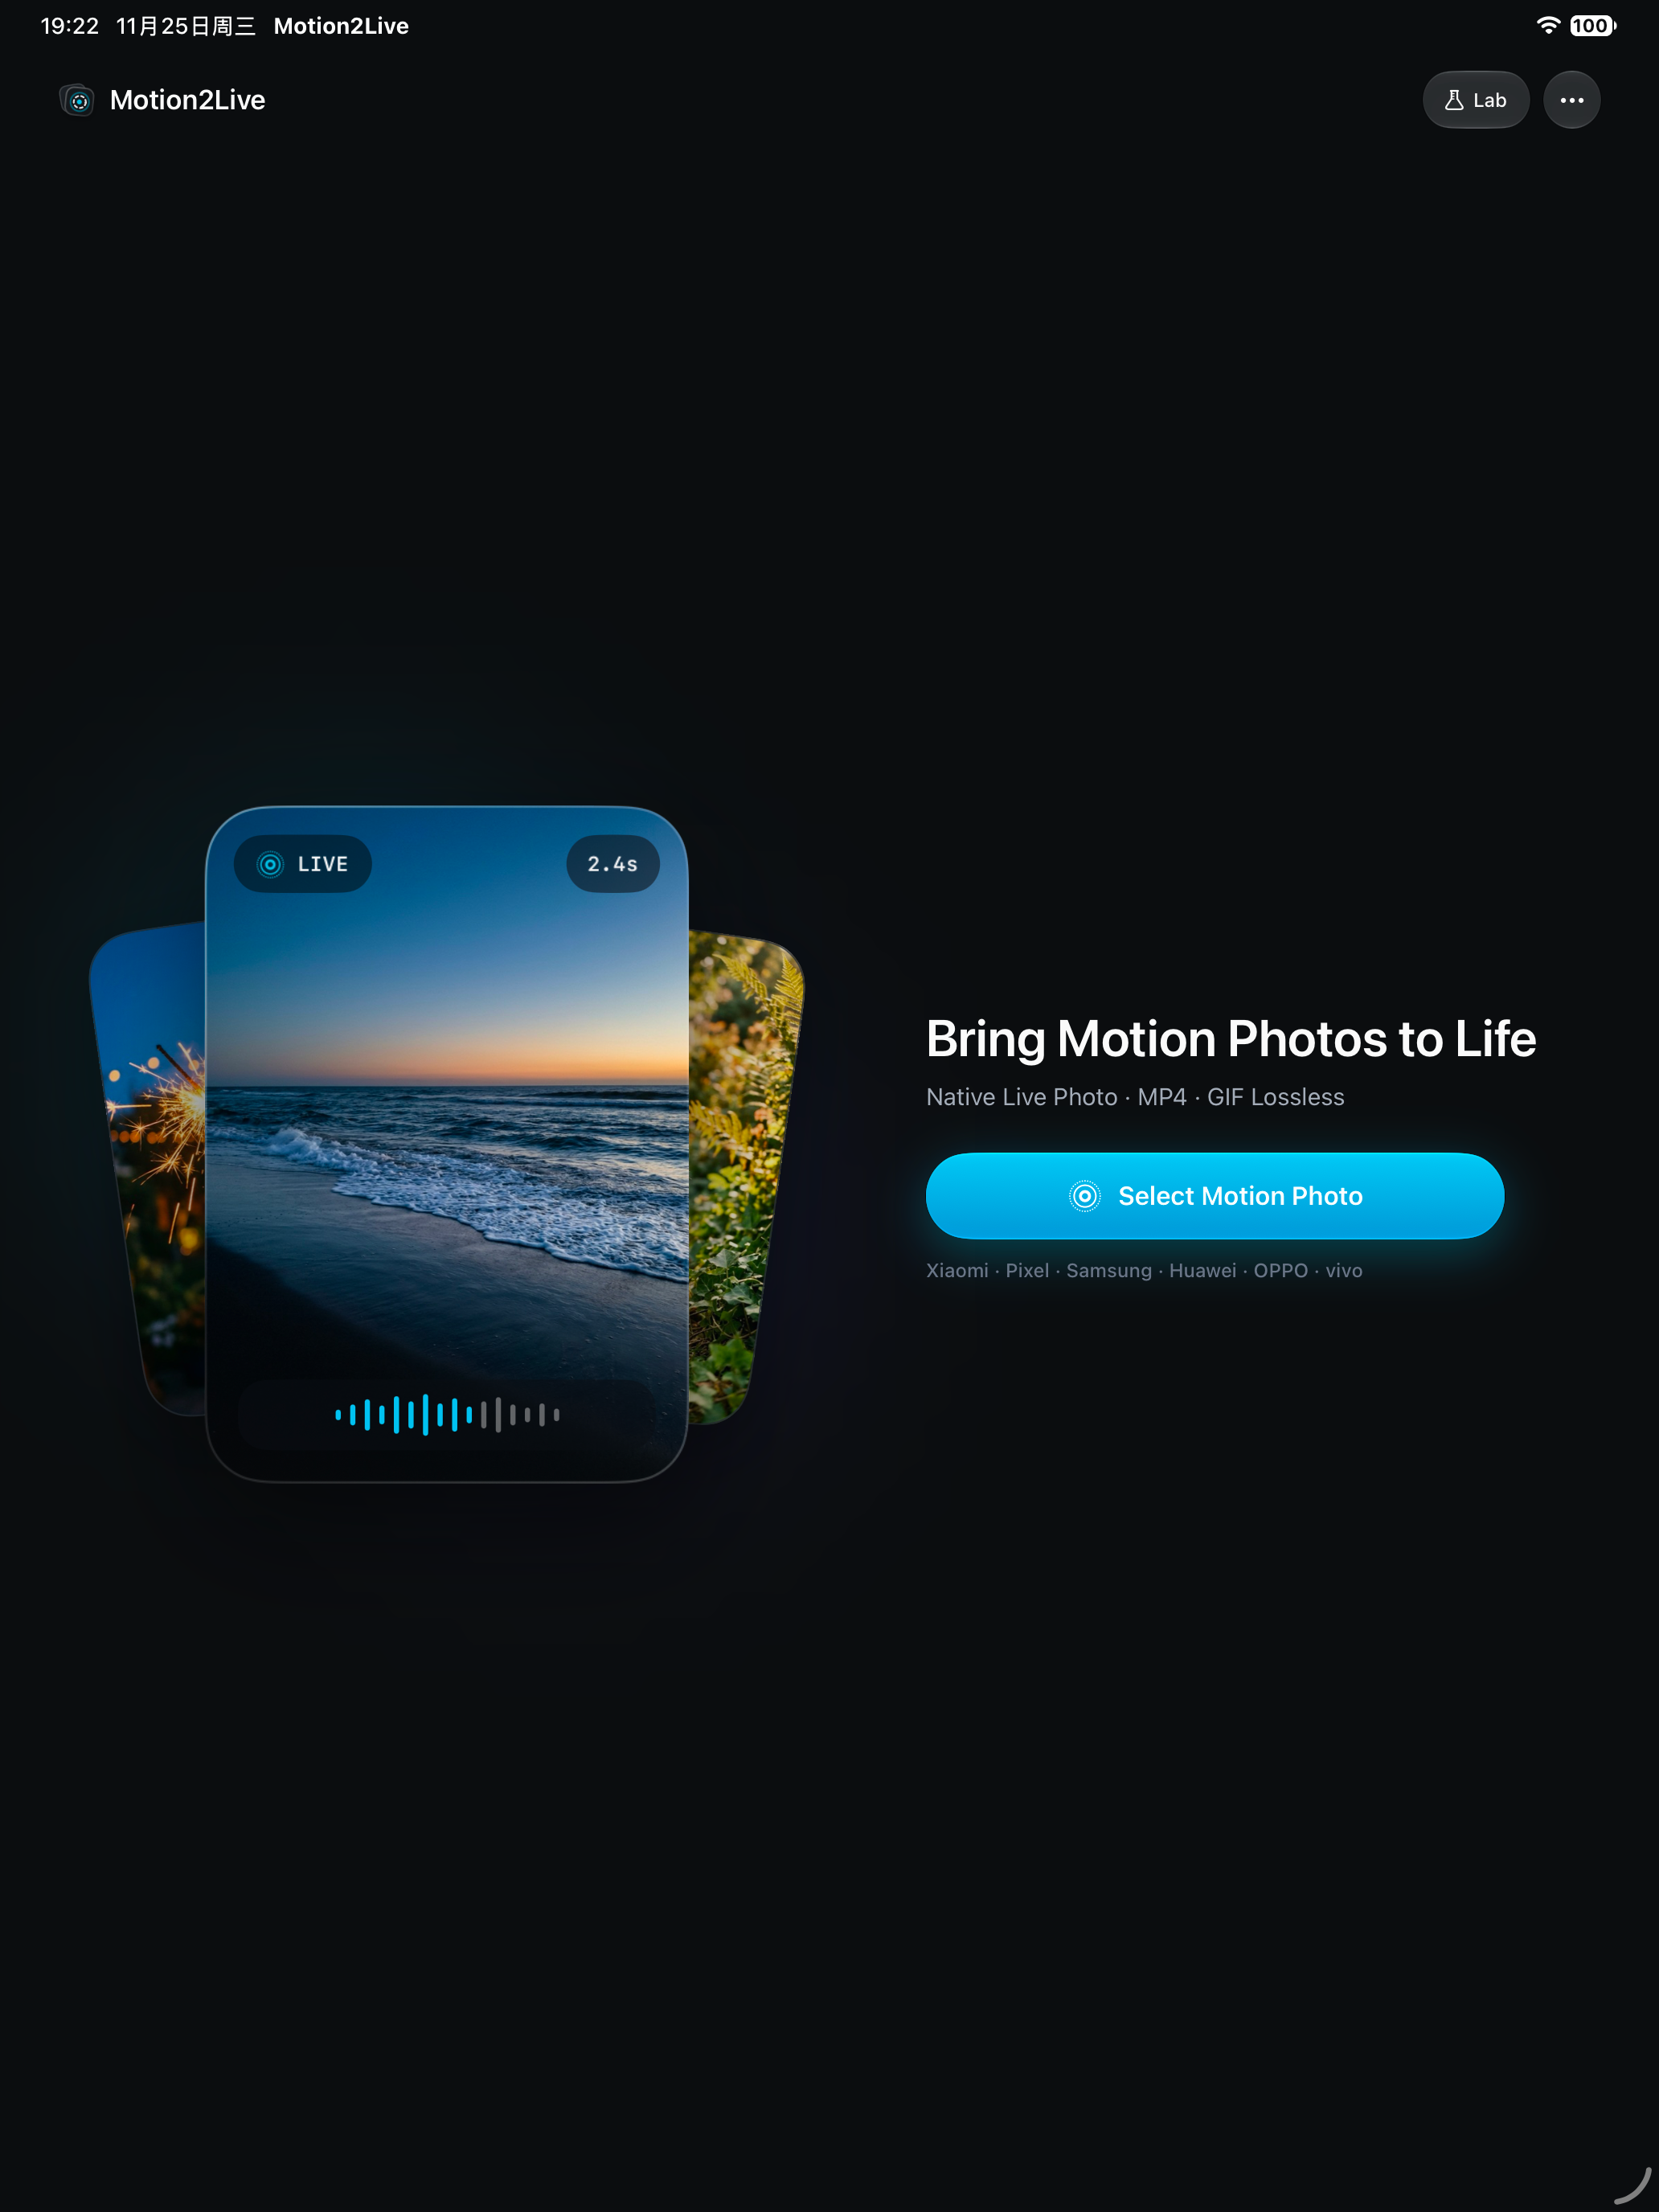 19:22 11月25日周三 Motion2Live 100
Motion2Live
Lab
LIVE
2.4s
Bring Motion Photos to Life
Native Live Photo · MP4 · GIF Lossless
Select Motion Photo
Xiaomi · Pixel · Samsung · Huawei · OPPO · vivo